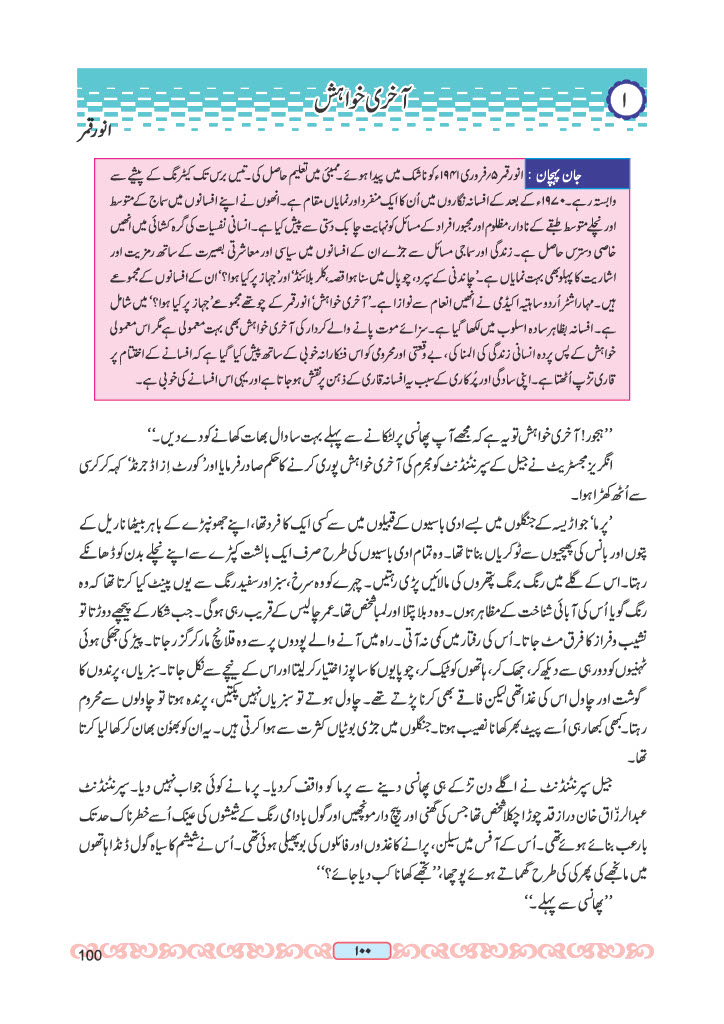 ۱
آخری خواہش
انور قمر
جان پہچان : انور قمر ۵؍ فروری ۱۹۴۱ء کو ناشک میں پیدا ہوئے۔ ممبئی میں تعلیم حاصل کی۔ تیس برس تک کیٹرنگ کے پیشے سے
وابستہ رہے۔ ۱۹۷۰ء کے بعد کے افسانہ نگاروں میں اُن کا ایک منفرد اور نمایاں مقام ہے۔ انھوں نے اپنے افسانوں میں سماج کے متوسط
اور نچلے متوسط طبقے کے نادار، مظلوم اور مجبور افراد کے مسائل کو نہایت چابک دستی سے پیش کیا ہے۔ انسانی نفسیات کی گرہ کشائی میں انھیں
خاصی دسترس حاصل ہے۔ زندگی اور سماجی مسائل سے جڑے ان کے افسانوں میں سیاسی اور معاشرتی بصیرت کے ساتھ رمزیت اور
اشاریت کا پہلو بھی بہت نمایاں ہے۔ 'چاندنی کے سپرد، چوپال میں سنا ہوا قصہ، کلر بلائنڈ' اور 'جہاز پر کیا ہوا؟' ان کے افسانوں کے مجموعے
ہیں۔ مہاراشٹر اُردو ساہتیہ اکیڈمی نے انھیں انعام سے نوازا ہے۔ 'آخری خواہش' انور قمر کے چوتھے مجموعے 'جہاز پر کیا ہوا؟' میں شامل
ہے۔ افسانہ بظاہر سادہ اسلوب میں لکھا گیا ہے۔ سزائے موت پانے والے کردار کی آخری خواہش بھی بہت معمولی ہے مگر اس معمولی
خواہش کے پس پردہ انسانی زندگی کی المنا کی، بے وقعتی اور محرومی کو اس فنکارانہ خوبی کے ساتھ پیش کیا گیا ہے کہ افسانے کے اختتام پر
قاری تڑپ اُٹھتا ہے۔ اپنی سادگی اور پُرکاری کے سبب یہ افسانہ قاری کے ذہن پر نقش ہو جاتا ہے اور یہی اس افسانے کی خوبی ہے۔
''ہجور! آخری خواہش تو یہ ہے کہ مجھے آپ پھانسی پر لٹکانے سے پہلے بہت سا دال بھات کھانے کو دے دیں۔''
انگریز مجسٹریٹ نے جیل کے سپرنٹنڈنٹ کو مجرم کی آخری خواہش پوری کرنے کا حکم صادر فرمایا اور 'کورٹ اِز اڈجرنڈ' کہہ کر کرسی
سے اُٹھ کھڑا ہوا۔
'پرما' جو اڑیسہ کے جنگلوں میں بسے ادی باسیوں کے قبیلوں میں سے کسی ایک کا فرد تھا، اپنے جھونپڑے کے باہر بیٹھا ناریل کے
پتوں اور بانس کی کھپچیوں سے ٹوکریاں بناتا تھا۔ وہ تمام ادی باسیوں کی طرح صرف ایک بالشت کپڑے سے اپنے نچلے بدن کو ڈھانکے
رہتا۔ اس کے گلے میں رنگ برنگ پتھروں کی مالائیں پڑی رہتیں۔ چہرے کو وہ سرخ، سبز اور سفید رنگ سے یوں پینٹ کیا کرتا تھا کہ وہ
رنگ گویا اُس کی آبائی شناخت کے مظاہر ہوں۔ وہ دبلا پتلا اور لمبا شخص تھا۔ عمر چالیس کے قریب رہی ہوگی۔ جب شکار کے پیچھے دوڑتا تو
نشیب و فراز کا فرق مٹ جاتا۔ اُس کی رفتار میں کمی نہ آتی۔ راہ میں آنے والے پودوں پر سے وہ قلانچ مار کر گزر جاتا۔ پیڑ کی جھکی ہوئی
ٹہنیوں کو دور ہی سے دیکھ کر، جھک کر، ہاتھوں کو ٹیک کر، چوپایوں کا سا پوز اختیار کر لیتا اور اس کے نیچے سے نکل جاتا۔ سبزیاں، پرندوں کا
گوشت اور چاول اس کی غذا تھی لیکن فاقے بھی کرنا پڑتے تھے۔ چاول ہوتے تو سبزیاں نہیں پکتیں، پرندہ ہوتا تو چاولوں سے محروم
رہتا۔ کبھی کبھار ہی اُسے پیٹ بھر کھانا نصیب ہوتا۔ جنگلوں میں جڑی بوٹیاں کثرت سے ہوا کرتی ہیں۔ یہ ان کو بھون بھان کر کھا لیا کرتا
تھا۔
جیل سپرنٹنڈنٹ نے اگلے دن تڑکے ہی پھانسی دینے سے پرما کو واقف کر دیا۔ پرما نے کوئی جواب نہیں دیا۔ سپرنٹنڈنٹ
عبدالرزّاق خان دراز قد چوڑا چکلا شخص تھا جس کی گھنی اور پیچ دار مونچھیں اور گول بادامی رنگ کے شیشوں کی عینک اُسے خطرناک حد تک
بارعب بنائے ہوئے تھی۔ اُس کے آفس میں سیلن، پرانے کاغذوں اور فائلوں کی بو پھیلی ہوئی تھی۔ اُس نے شیشم کا سیاہ گول ڈنڈا ہاتھوں
میں مانجھے کی پھرکی کی طرح گھماتے ہوئے پوچھا، ''تجھے کھانا کب دیا جائے؟''
''پھانسی سے پہلے۔''
۱۰۰
100